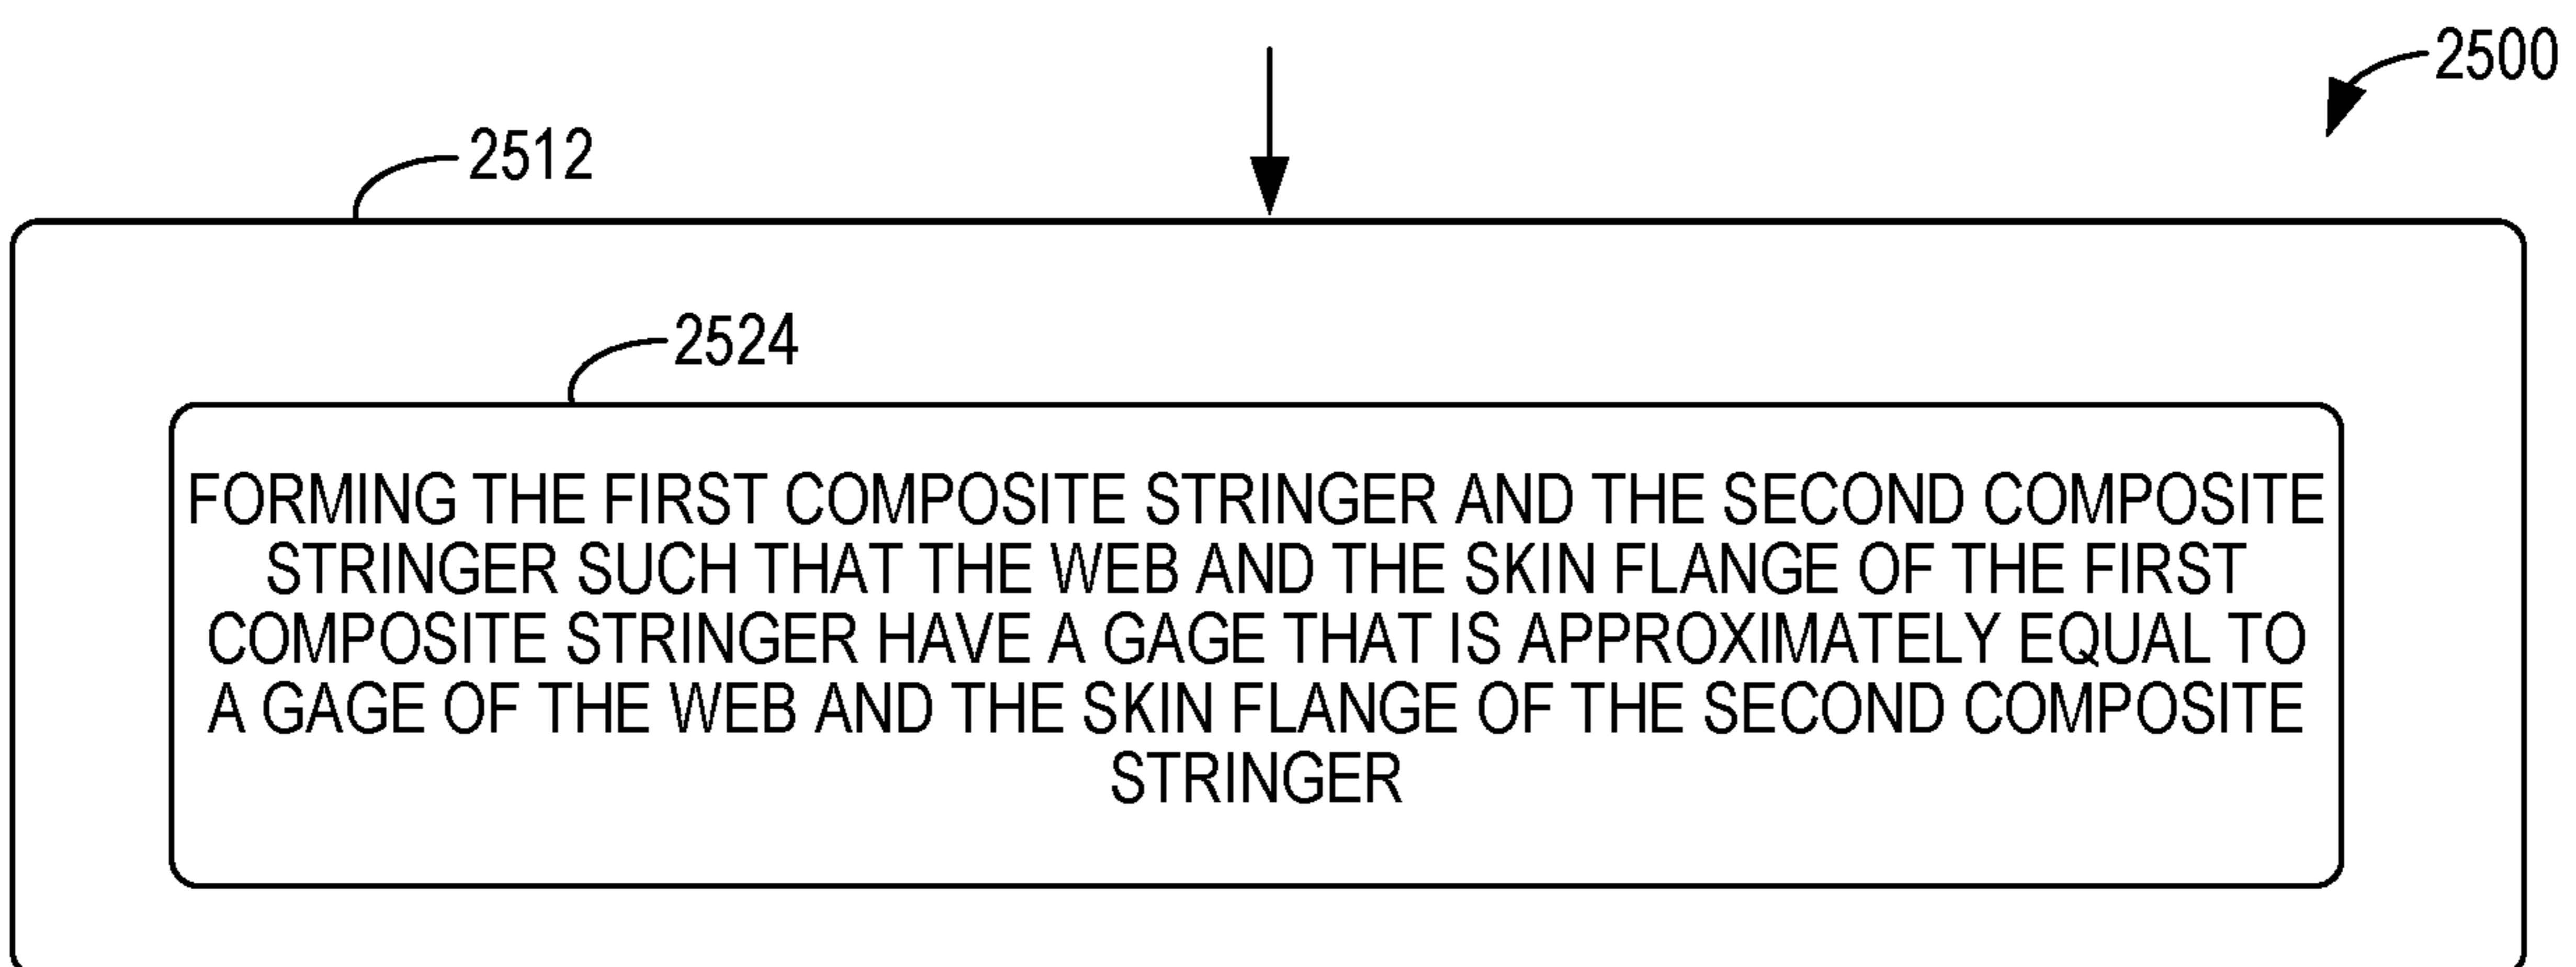 2500
2512
2524
FORMING THE FIRST COMPOSITE STRINGER AND THE SECOND COMPOSITE
STRINGER SUCH THAT THE WEB AND THE SKIN FLANGE OF THE FIRST
COMPOSITE STRINGER HAVE A GAGE THAT IS APPROXIMATELY EQUAL TO
A GAGE OF THE WEB AND THE SKIN FLANGE OF THE SECOND COMPOSITE
STRINGER